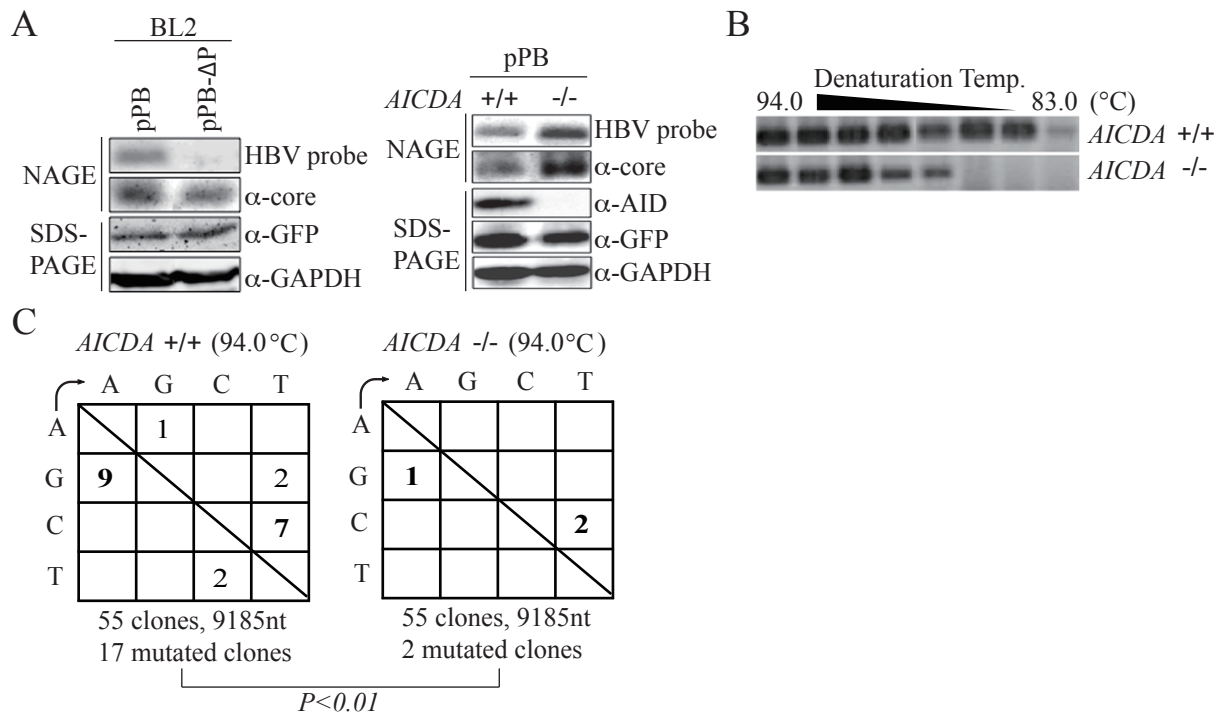 A
BL2
pPB
pPB-ΔP
NAGE
HBV probe
α-core
SDS-
PAGE
α-GFP
α-GAPDH
pPB
AICDA +/+ -/-
NAGE
HBV probe
α-core
SDS-
PAGE
α-AID
α-GFP
α-GAPDH
B
Denaturation Temp.
94.0 83.0 (°C)
AICDA +/+
AICDA -/-
C
AICDA +/+ (94.0°C)
A G C T
A 1
G 9 2
C 7
T 2
55 clones, 9185nt
17 mutated clones
AICDA -/- (94.0°C)
A G C T
A
G 1
C 2
T
55 clones, 9185nt
2 mutated clones
P<0.01